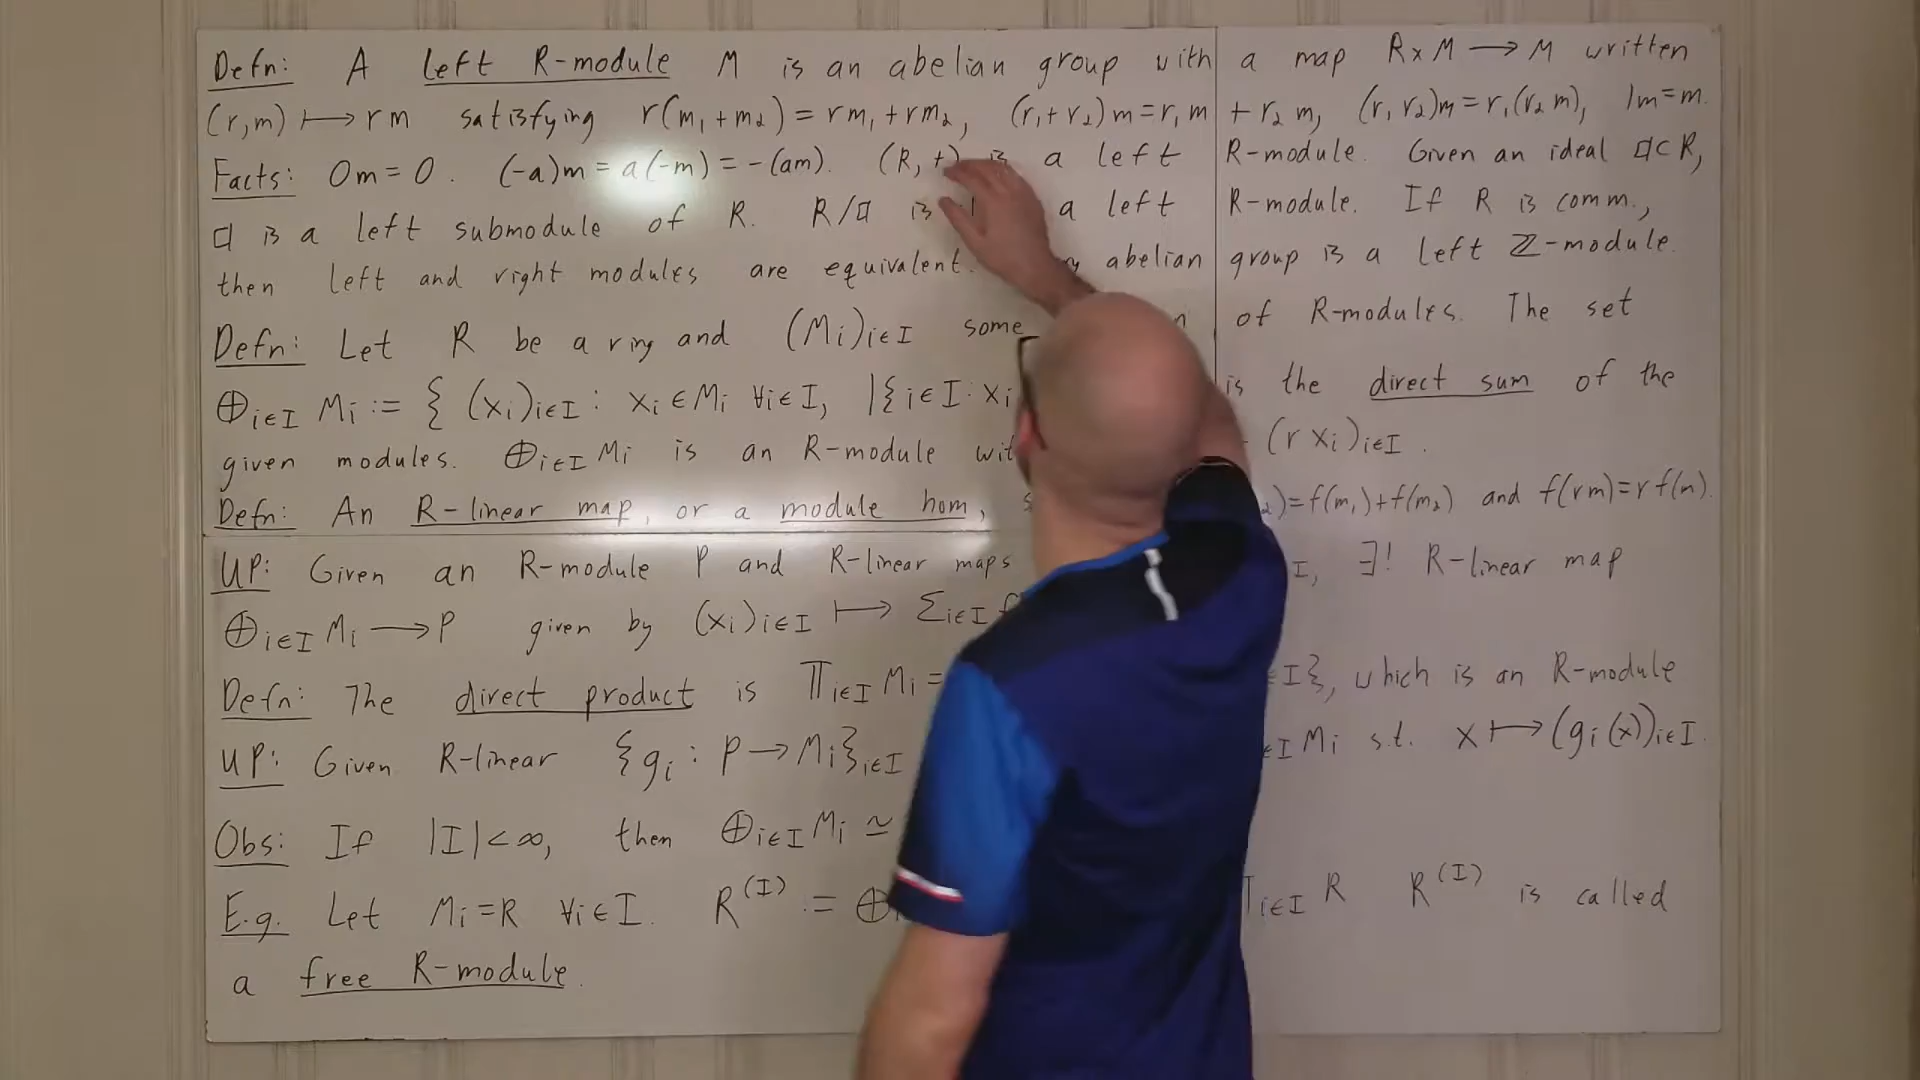 Defn: A left R-module M is an abelian group with a map R×M ⟶ M written
(r,m) ⟼ rm satisfying r(m₁+m₂) = rm₁+rm₂, (r₁+r₂)m=r₁m + r₂m, (r₁r₂)m=r₁(r₂m), 1m=m.
Facts: 0m=0. (-a)m = a(-m) = -(am). (R,+) is a left R-module. Given an ideal 𝔞⊂R,
𝔞 is a left submodule of R. R/𝔞 is a left R-module. If R is comm.,
then left and right modules are equivalent. abelian group is a left ℤ-module.
Defn: Let R be a ring and (Mᵢ)ᵢ∈I some of R-modules. The set
⊕ᵢ∈I Mᵢ := { (xᵢ)ᵢ∈I : xᵢ∈Mᵢ ∀i∈I, |{i∈I: xᵢ is the direct sum of the
given modules. ⊕ᵢ∈I Mᵢ is an R-module (r xᵢ)ᵢ∈I.
Defn: An R-linear map, or a module hom, )=f(m₁)+f(m₂) and f(rm)=rf(m).
UP: Given an R-module P and R-linear maps I, ∃! R-linear map
⊕ᵢ∈I Mᵢ ⟶ P given by (xᵢ)ᵢ∈I ⟼ Σᵢ∈I
Defn: The direct product is ∏ᵢ∈I Mᵢ = I}, which is an R-module
UP: Given R-linear {gᵢ : P→Mᵢ}ᵢ∈I Mᵢ s.t. x ⟼ (gᵢ(x))ᵢ∈I.
Obs: If |I|<∞, then ⊕ᵢ∈I Mᵢ ≃
E.g. Let Mᵢ=R ∀i∈I. R^(I) := ⊕ ∏ᵢ∈I R R^(I) is called
a free R-module.